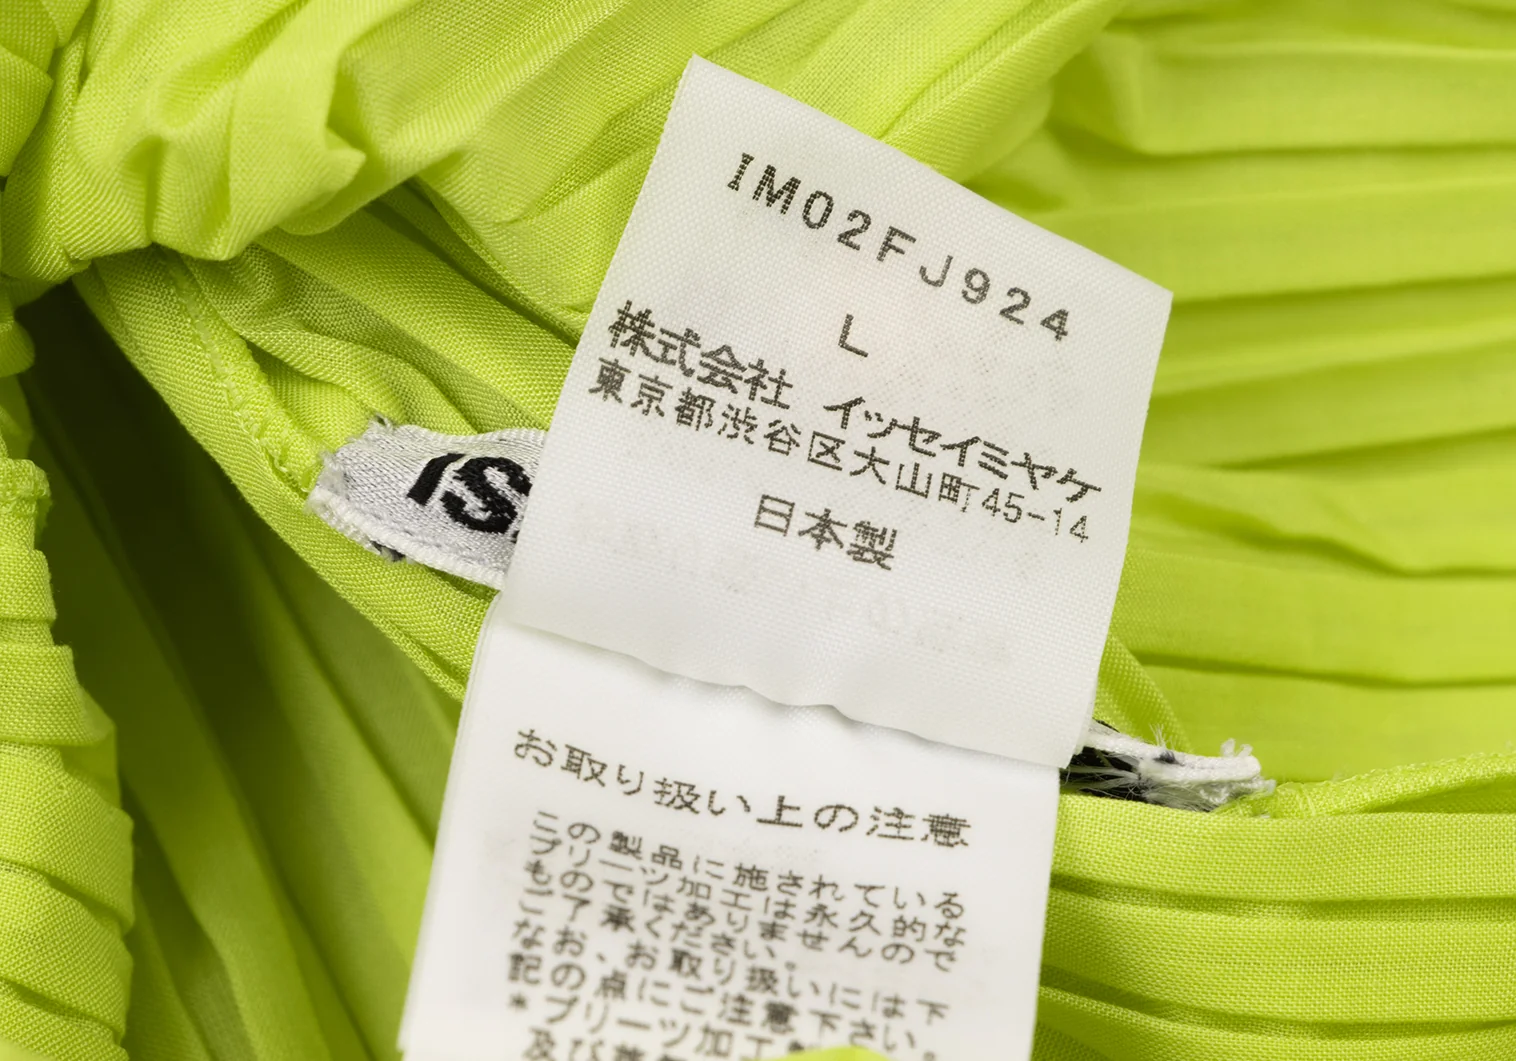 IM02FJ924
L
株式会社 イッセイミヤケ
東京都渋谷区大山町45-14
日本製
IS
お取り扱い上の注意
この製品に施されている
プリーツ加工は永久的な
ものではありませんので
ご了承ください。
なお、お取り扱いには下
記の点にご注意下さい。
*プリーツ加工
及び